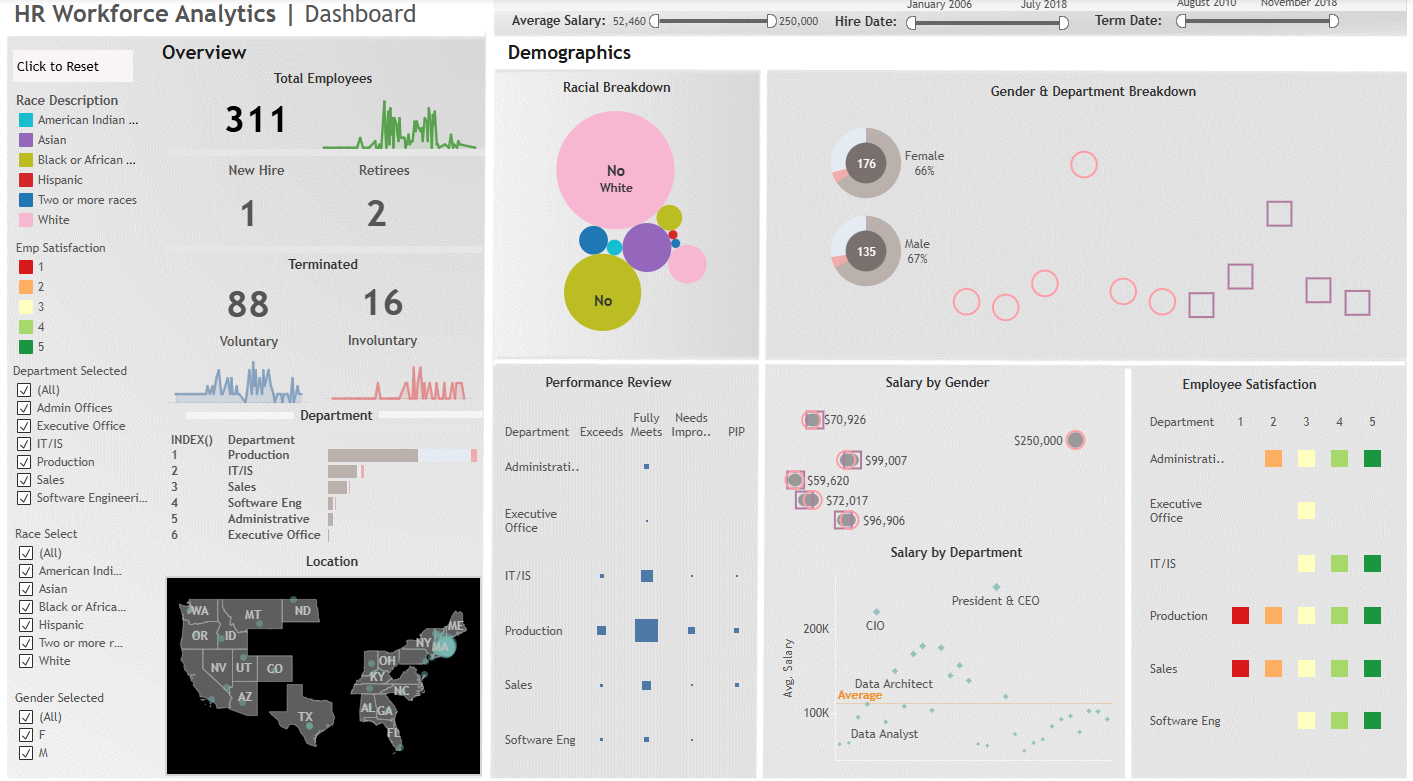 HR Workforce Analytics | Dashboard
Average Salary: 52,460 250,000
Hire Date: January 2006 July 2018
Term Date: August 2010 November 2018
Click to Reset
Race Description
American Indian ...
Asian
Black or African ...
Hispanic
Two or more races
White
Emp Satisfaction
1
2
3
4
5
Department Selected
(All)
Admin Offices
Executive Office
IT/IS
Production
Sales
Software Engineeri...
Race Select
(All)
American Indi...
Asian
Black or Africa...
Hispanic
Two or more r...
White
Gender Selected
(All)
F
M
Overview
Total Employees
311
New Hire Retirees
1 2
Terminated
88 16
Voluntary Involuntary
Department
INDEX() Department
1 Production
2 IT/IS
3 Sales
4 Software Eng
5 Administrative
6 Executive Office
Location
WA MT ND ME
OR ID NY MA
NV UT CO OH
KY
AZ NC
TX AL GA
FL
Demographics
Racial Breakdown
No
White
No
Gender & Department Breakdown
176 Female
66%
135 Male
67%
Performance Review
Department Exceeds Fully Meets Needs Impro.. PIP
Administrati..
Executive
Office
IT/IS
Production
Sales
Software Eng
Salary by Gender
$70,926
$250,000
$99,007
$59,620
$72,017
$96,906
Salary by Department
President & CEO
CIO
200K
Avg. Salary
Data Architect
Average
100K
Data Analyst
Employee Satisfaction
Department 1 2 3 4 5
Administrati..
Executive
Office
IT/IS
Production
Sales
Software Eng